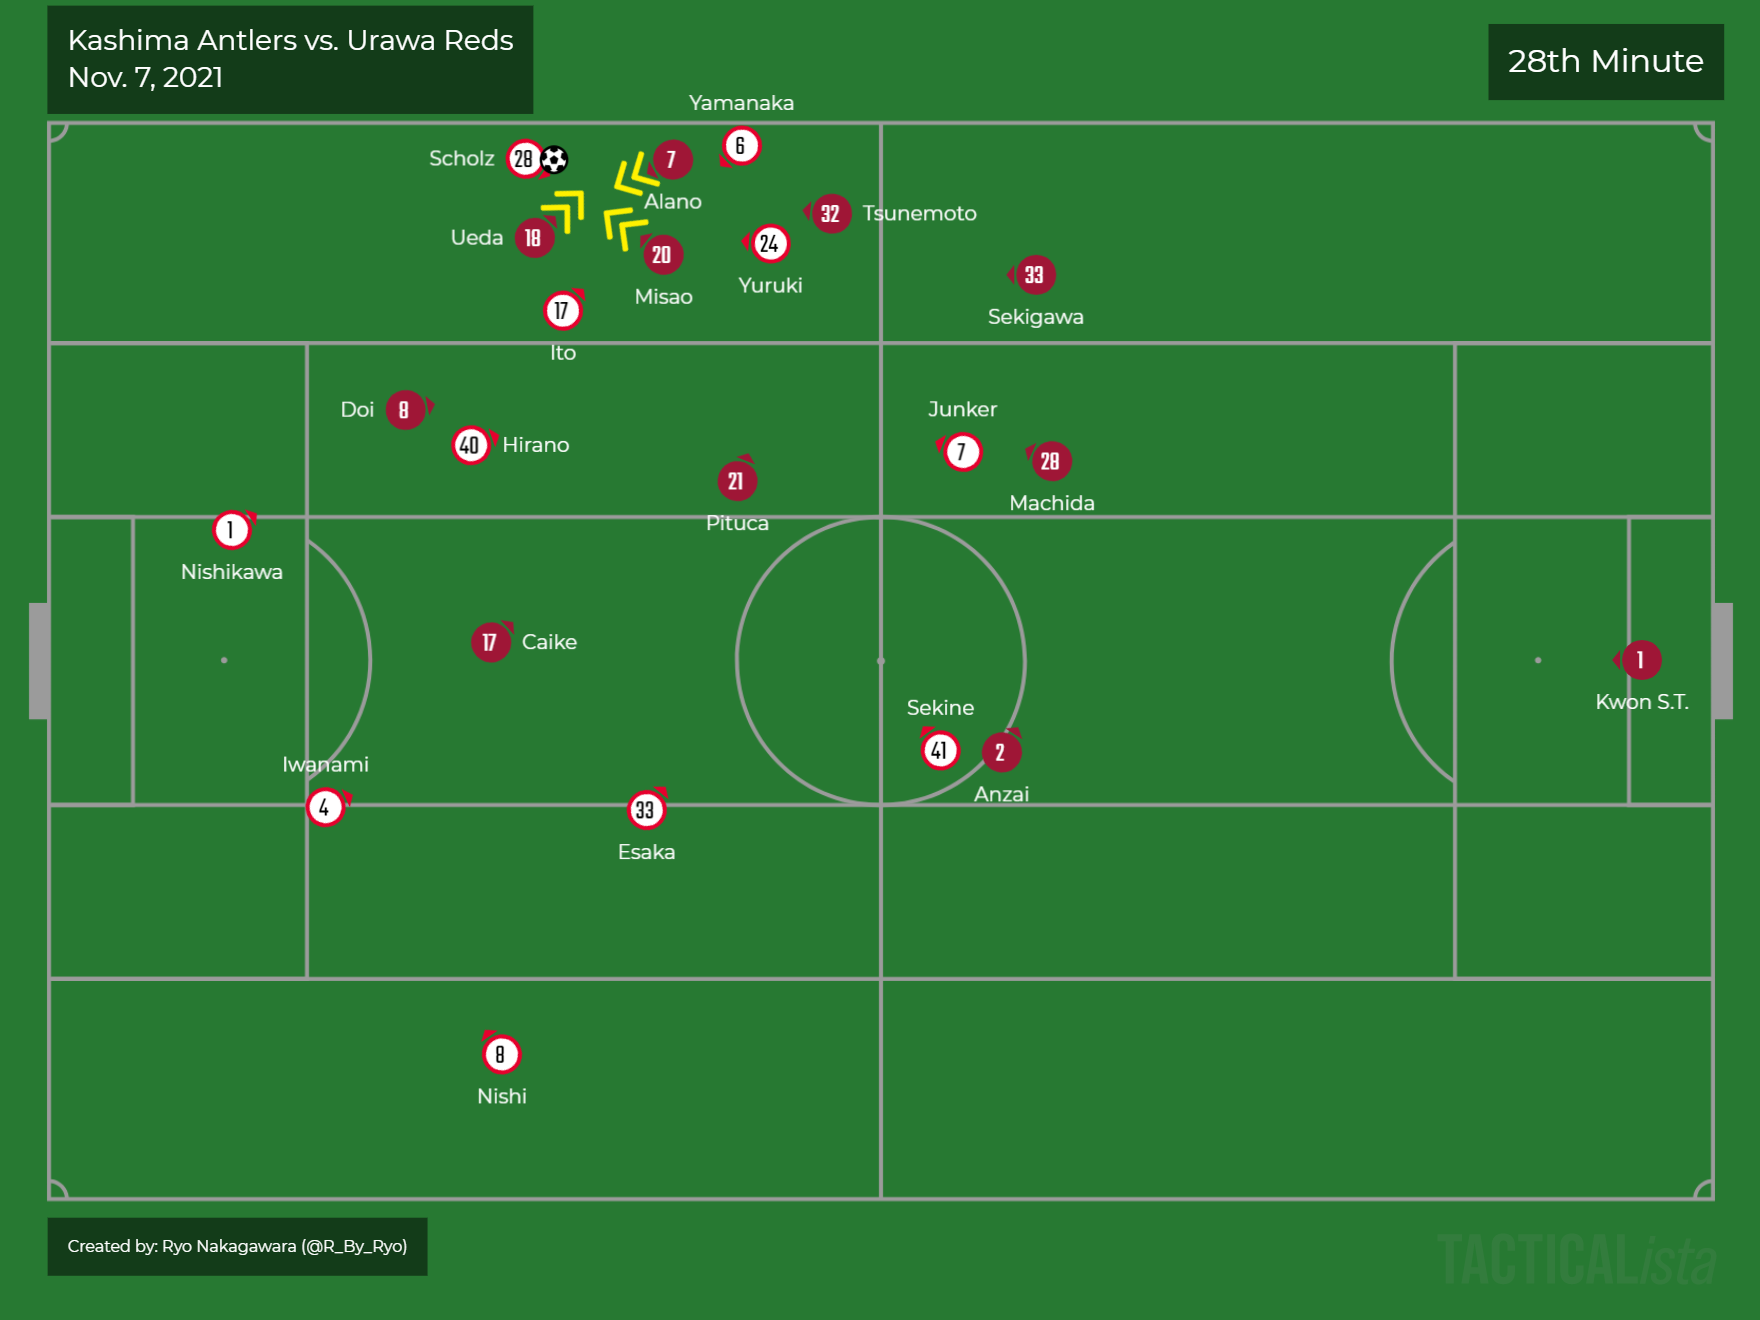 Kashima Antlers vs. Urawa Reds
Nov. 7, 2021
28th Minute
Yamanaka
6
Scholz
28
7
Alano
32
Tsunemoto
Ueda
18
20
Misao
24
Yuruki
33
Sekigawa
17
Ito
Doi
8
40
Hirano
Junker
7
28
Machida
21
Pituca
1
Nishikawa
17
Caike
1
Kwon S.T.
Sekine
41
2
Anzai
Iwanami
4
33
Esaka
8
Nishi
Created by: Ryo Nakagawara (@R_By_Ryo)
TACTICALista